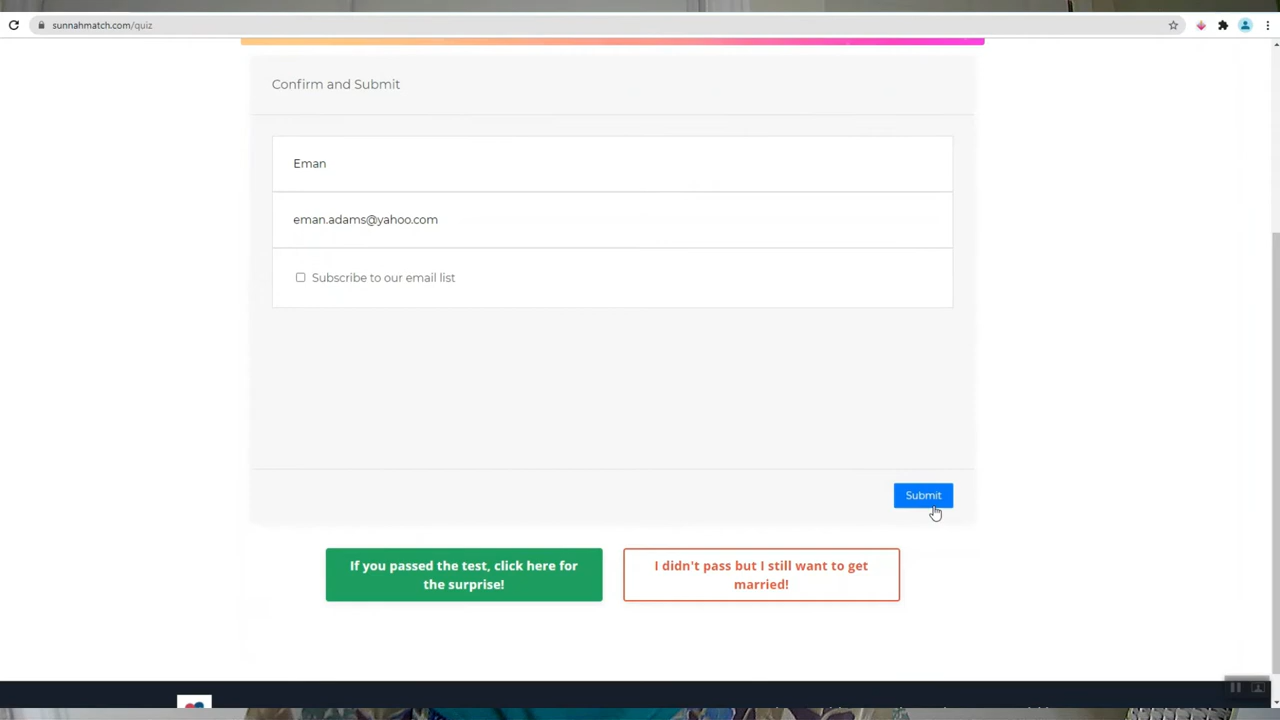 sunnahmatch.com/quiz
Confirm and Submit
Eman
eman.adams@yahoo.com
Subscribe to our email list
Submit
If you passed the test, click here for
the surprise!
I didn't pass but I still want to get
married!